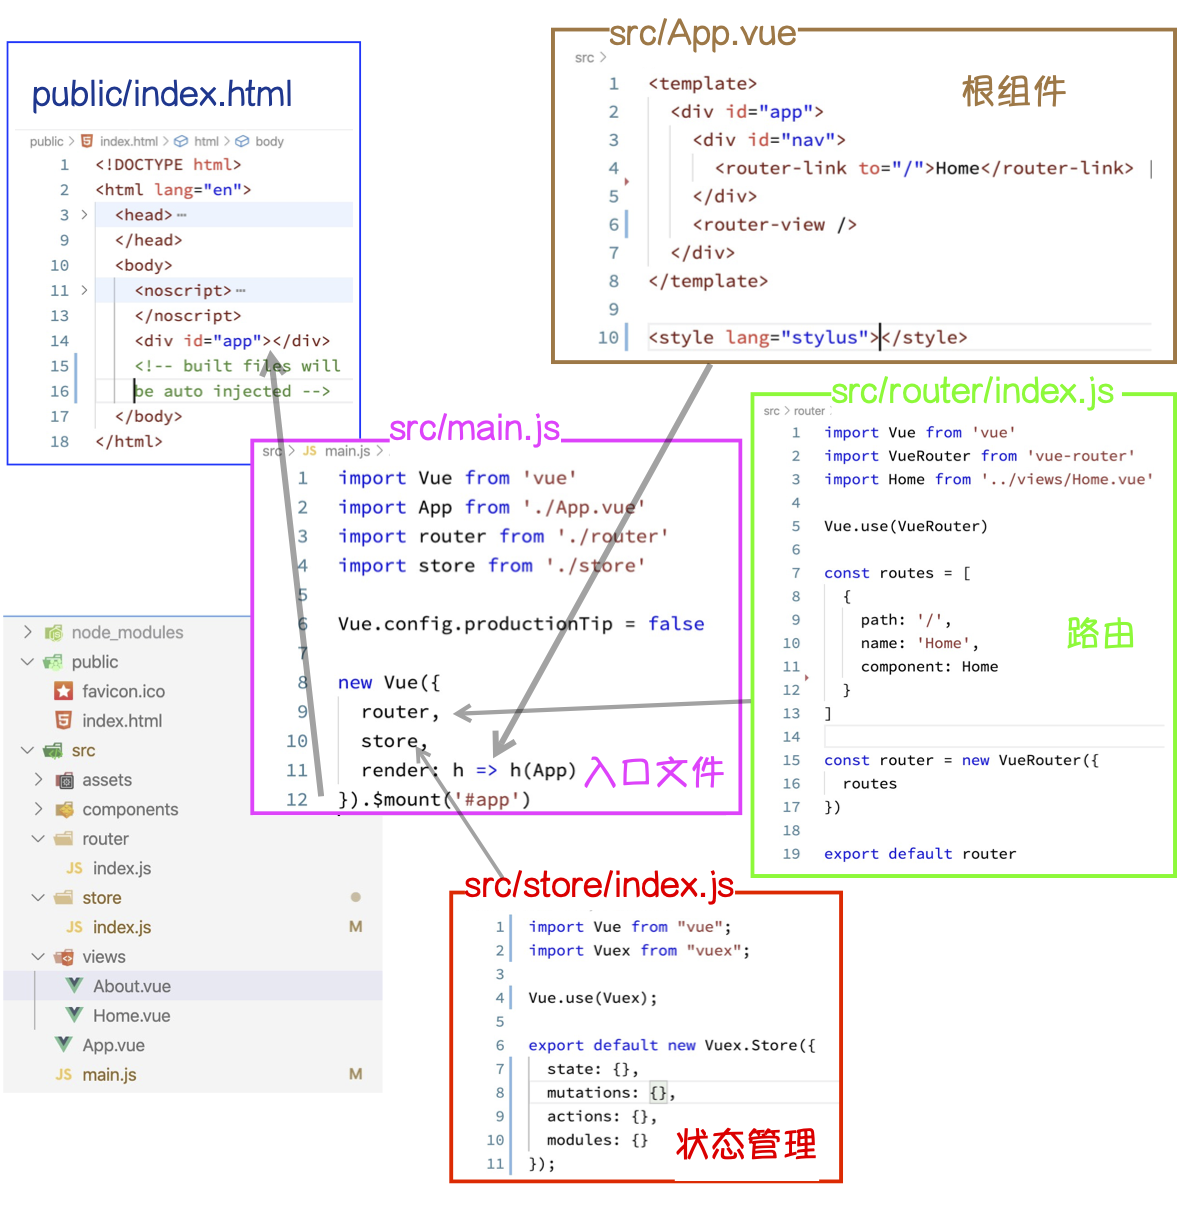 public/index.html
public > index.html > html > body
1 <!DOCTYPE html>
2 <html lang="en">
3 > <head>⋯
9 </head>
10 <body>
11 > <noscript>⋯
13 </noscript>
14 <div id="app"></div>
15 <!-- built files will
16 be auto injected -->
17 </body>
18 </html>
src/App.vue
src >
根组件
1 <template>
2 <div id="app">
3 <div id="nav">
4 <router-link to="/">Home</router-link> |
5 </div>
6 <router-view />
7 </div>
8 </template>
9
10 <style lang="stylus"></style>
src/main.js
src > JS main.js >
1 import Vue from 'vue'
2 import App from './App.vue'
3 import router from './router'
4 import store from './store'
5
6 Vue.config.productionTip = false
7
8 new Vue({
9 router,
10 store,
11 render: h => h(App)
12 }).$mount('#app')
入口文件
src/router/index.js
src > router
1 import Vue from 'vue'
2 import VueRouter from 'vue-router'
3 import Home from '../views/Home.vue'
4
5 Vue.use(VueRouter)
6
7 const routes = [
8 {
9 path: '/',
10 name: 'Home',
11 component: Home
12 }
13 ]
14
15 const router = new VueRouter({
16 routes
17 })
18
19 export default router
路由
node_modules
public
favicon.ico
index.html
src
assets
components
router
JS index.js
store
JS index.js M
views
About.vue
Home.vue
App.vue
JS main.js M
src/store/index.js
1 import Vue from "vue";
2 import Vuex from "vuex";
3
4 Vue.use(Vuex);
5
6 export default new Vuex.Store({
7 state: {},
8 mutations: {},
9 actions: {},
10 modules: {}
11 });
状态管理